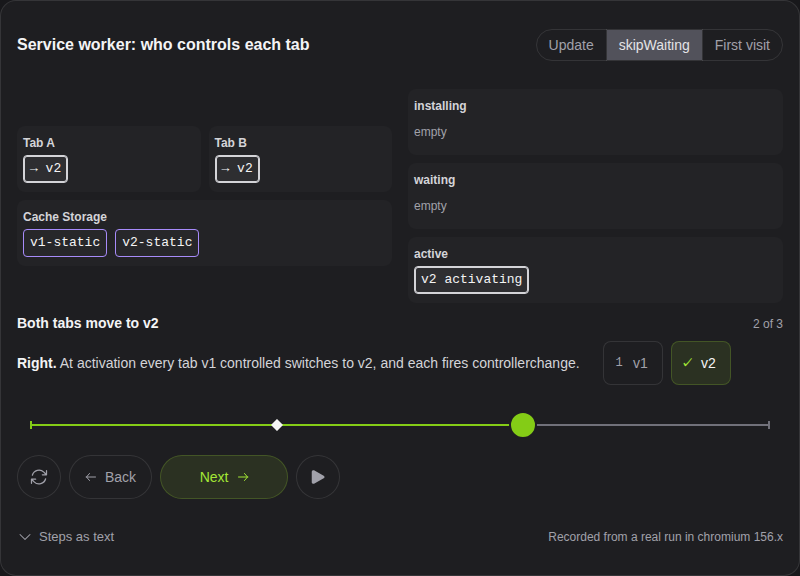 Service worker: who controls each tab
Update
skipWaiting
First visit
Tab A
→ v2
Tab B
→ v2
Cache Storage
v1-static
v2-static
installing
empty
waiting
empty
active
v2 activating
Both tabs move to v2
2 of 3
Right. At activation every tab v1 controlled switches to v2, and each fires controllerchange.
1 v1
✓ v2
← Back
Next →
Steps as text
Recorded from a real run in chromium 156.x